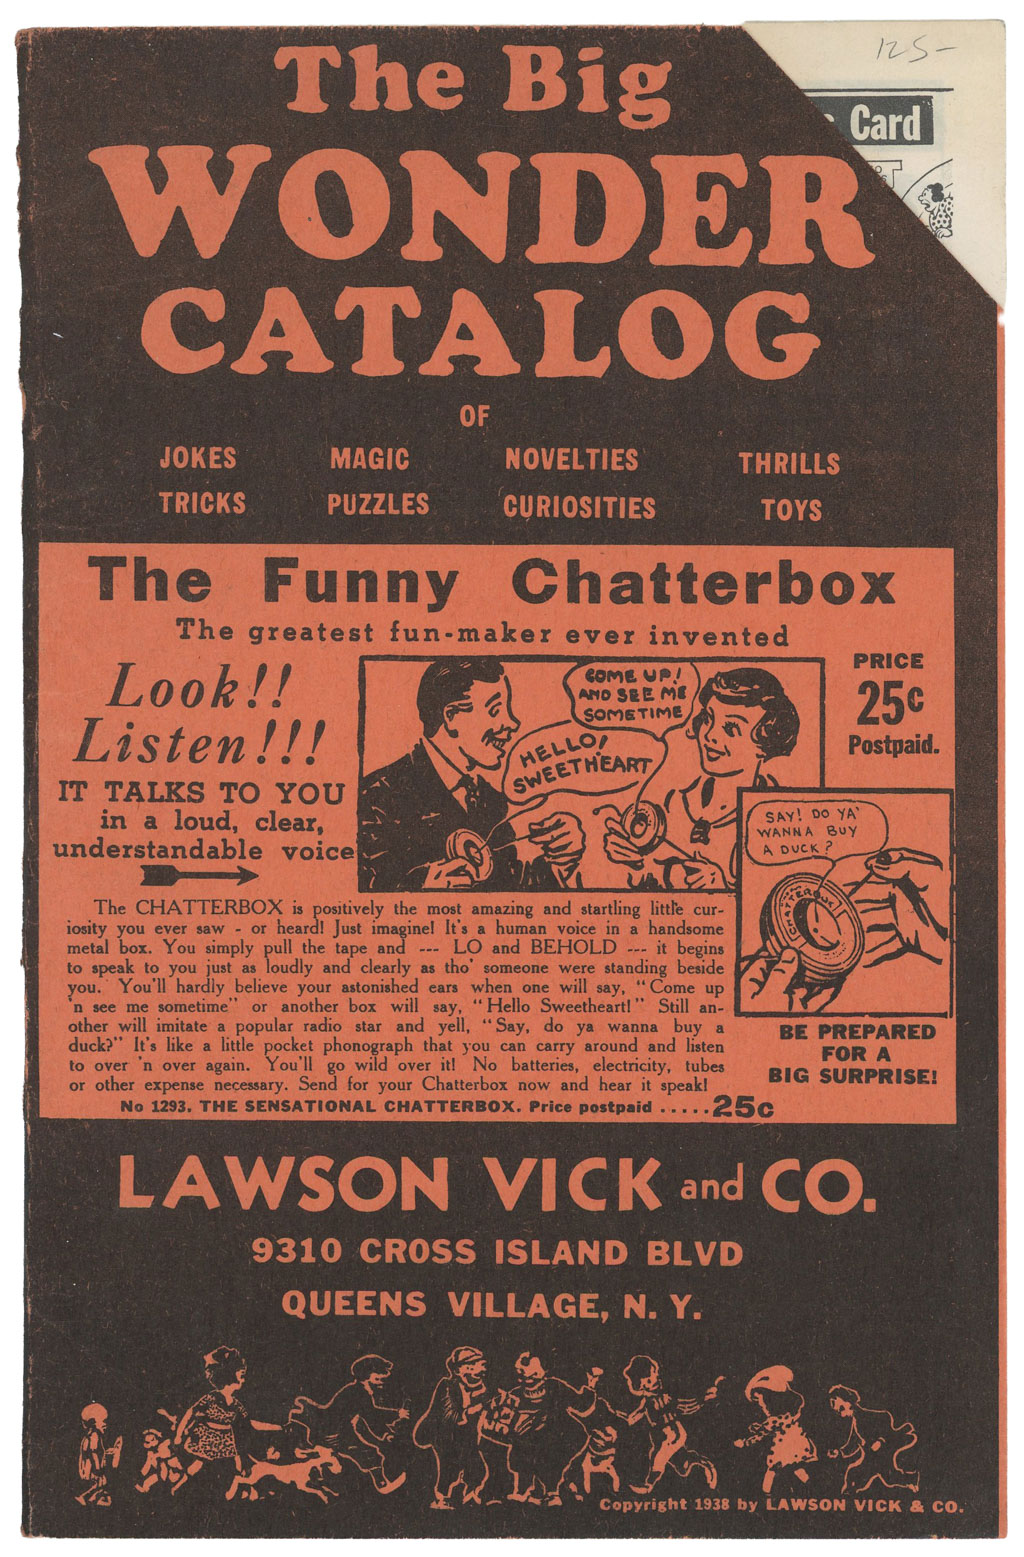 125-
Card
The Big
WONDER
CATALOG
OF
JOKES MAGIC NOVELTIES THRILLS
TRICKS PUZZLES CURIOSITIES TOYS
The Funny Chatterbox
The greatest fun-maker ever invented
Look!!
Listen!!!
IT TALKS TO YOU
in a loud, clear,
understandable voice
COME UP!
AND SEE ME
SOMETIME
HELLO!
SWEETHEART
PRICE
25c
Postpaid.
SAY! DO YA'
WANNA BUY
A DUCK?
CHATTERBOX
The CHATTERBOX is positively the most amazing and startling little cur-
iosity you ever saw - or heard! Just imagine! It's a human voice in a handsome
metal box. You simply pull the tape and --- LO and BEHOLD --- it begins
to speak to you just as loudly and clearly as tho' someone were standing beside
you. You'll hardly believe your astonished ears when one will say, "Come up
'n see me sometime" or another box will say, "Hello Sweetheart!" Still an-
other will imitate a popular radio star and yell, "Say, do ya wanna buy a
duck?" It's like a little pocket phonograph that you can carry around and listen
to over 'n over again. You'll go wild over it! No batteries, electricity, tubes
or other expense necessary. Send for your Chatterbox now and hear it speak!
No 1293. THE SENSATIONAL CHATTERBOX. Price postpaid .....25c
BE PREPARED
FOR A
BIG SURPRISE!
LAWSON VICK and CO.
9310 CROSS ISLAND BLVD
QUEENS VILLAGE, N. Y.
Copyright 1938 by LAWSON VICK & CO.